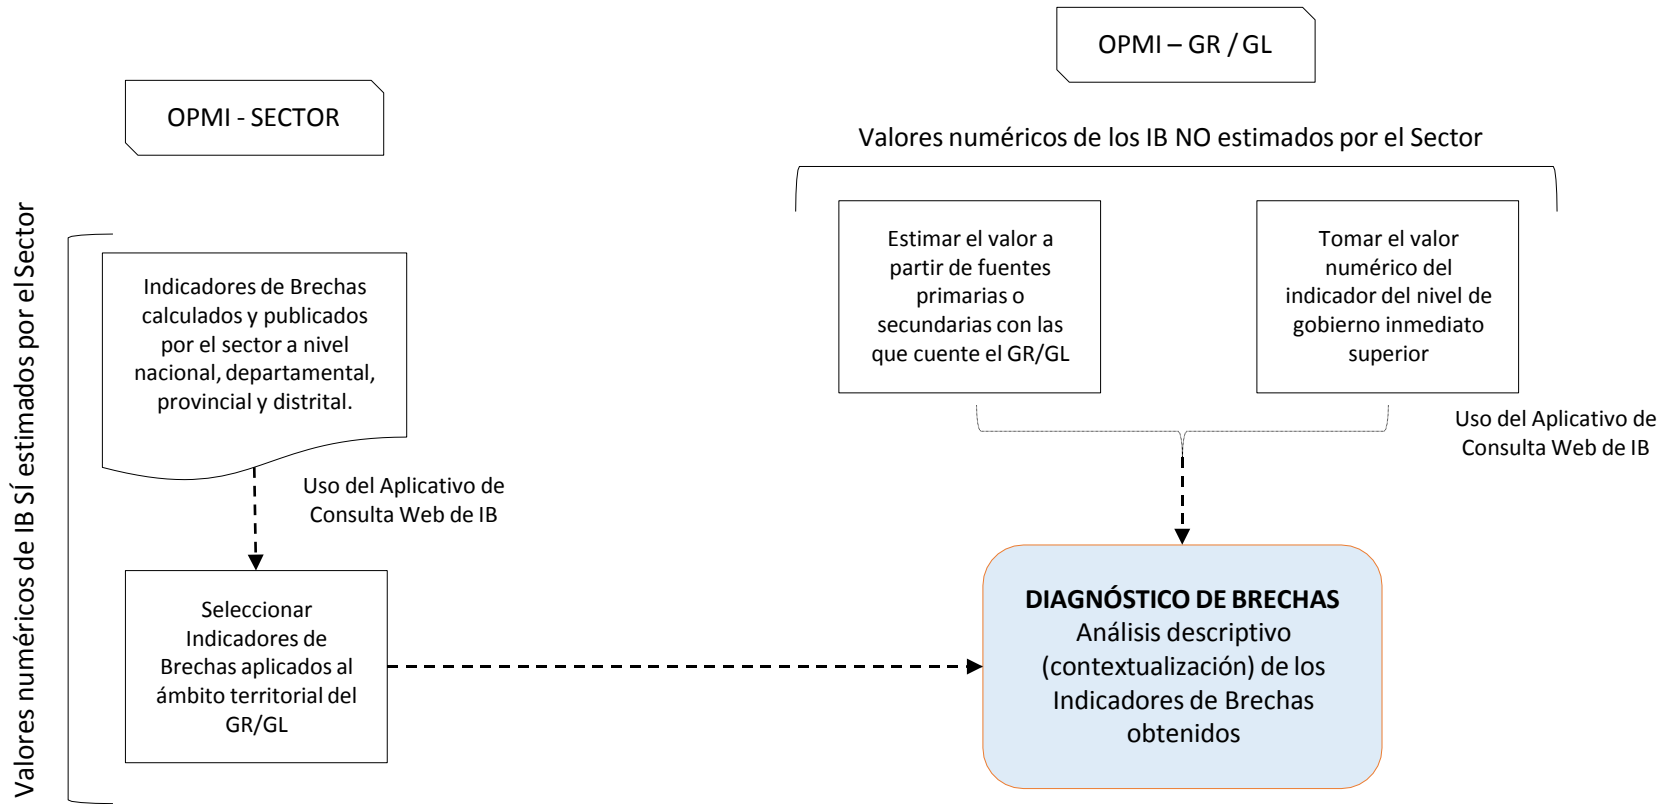 OPMI - SECTOR
Valores numéricos de IB SÍ estimados por el Sector
Indicadores de Brechas
calculados y publicados
por el sector a nivel
nacional, departamental,
provincial y distrital.
Uso del Aplicativo de
Consulta Web de IB
Seleccionar
Indicadores de
Brechas aplicados al
ámbito territorial del
GR/GL
OPMI – GR / GL
Valores numéricos de los IB NO estimados por el Sector
Estimar el valor a
partir de fuentes
primarias o
secundarias con las
que cuente el GR/GL
Tomar el valor
numérico del
indicador del nivel de
gobierno inmediato
superior
Uso del Aplicativo de
Consulta Web de IB
DIAGNÓSTICO DE BRECHAS
Análisis descriptivo
(contextualización) de los
Indicadores de Brechas
obtenidos